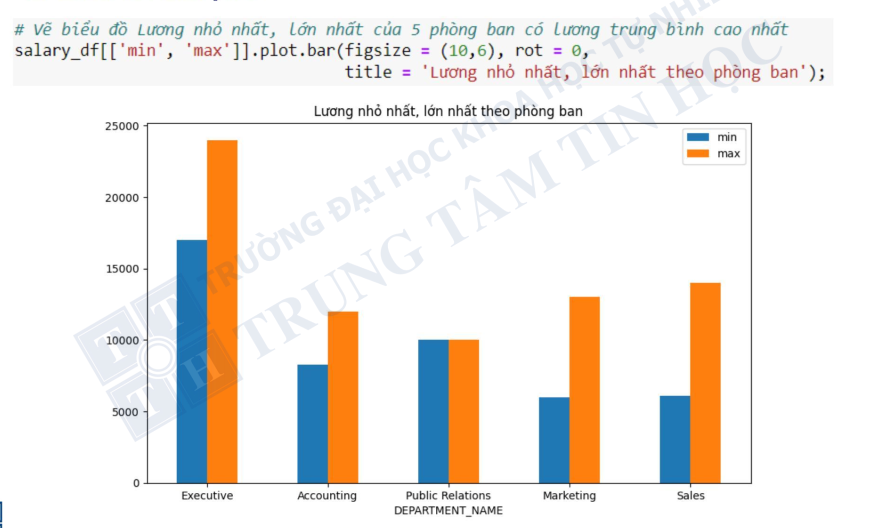 # Vẽ biểu đồ Lương nhỏ nhất, lớn nhất của 5 phòng ban có lương trung bình cao nhất
salary_df[['min', 'max']].plot.bar(figsize = (10,6), rot = 0,
title = 'Lương nhỏ nhất, lớn nhất theo phòng ban');
Lương nhỏ nhất, lớn nhất theo phòng ban
min
max
25000
20000
15000
10000
5000
0
Executive
Accounting
Public Relations
Marketing
Sales
DEPARTMENT_NAME
TRƯỜNG ĐẠI HỌC KHOA HỌC TỰ NHIÊN
TRUNG TÂM TIN HỌC
T T
T H